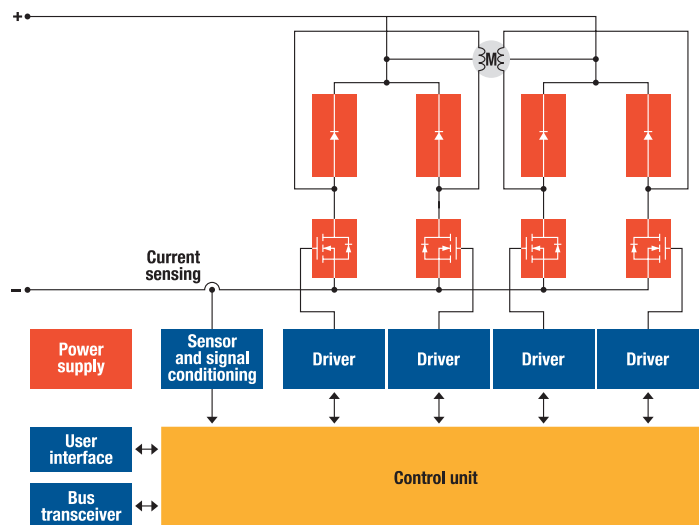 +
M
Current
sensing
–
Power
supply
Sensor
and signal
conditioning
Driver
Driver
Driver
Driver
User
interface
Control unit
Bus
transceiver